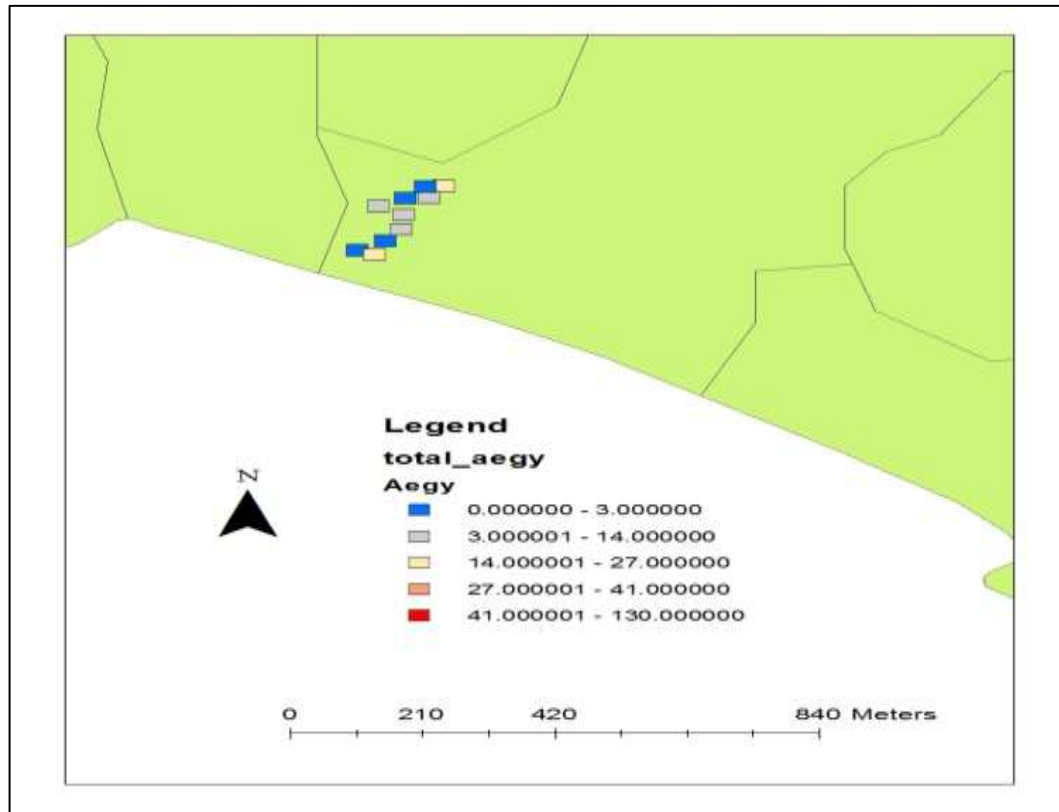 Legend
total_aegy
Aegy
0.000000 - 3.000000
3.000001 - 14.000000
14.000001 - 27.000000
27.000001 - 41.000000
41.000001 - 130.000000
N
0 210 420 840 Meters